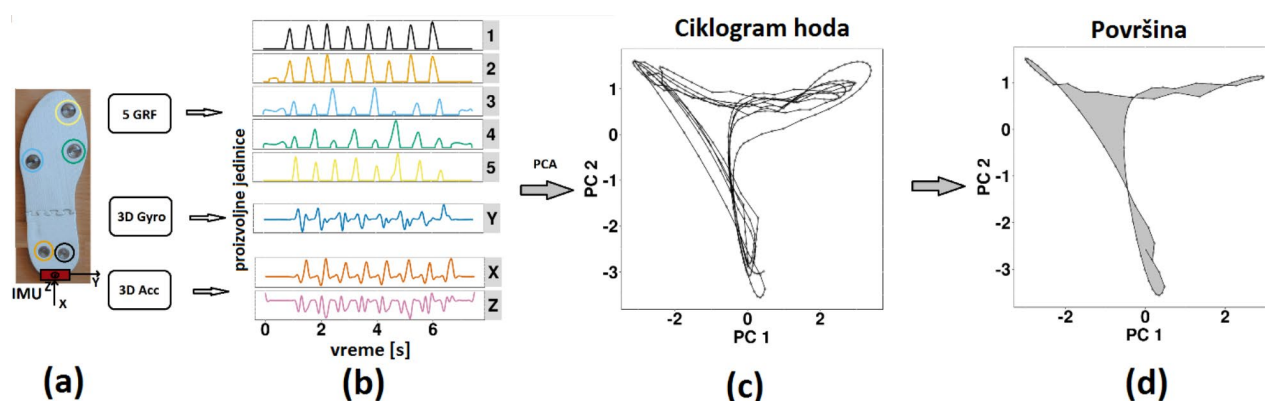 5 GRF
3D Gyro
3D Acc
IMU
Z
Y
X
(a)
proizvoljne jedinice
1
2
3
4
5
Y
X
Z
0
2
4
6
vreme [s]
(b)
PCA
Ciklogram hoda
PC 2
1
0
-1
-2
-3
-2
0
2
PC 1
(c)
Površina
PC 2
1
0
-1
-2
-3
-2
0
2
PC 1
(d)